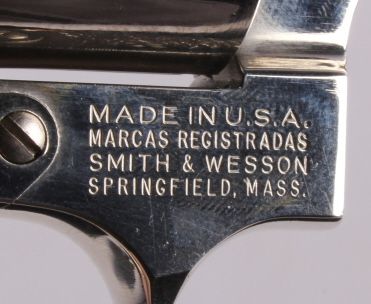 MADE IN U.S.A.
MARCAS REGISTRADAS
SMITH & WESSON
SPRINGFIELD, MASS.